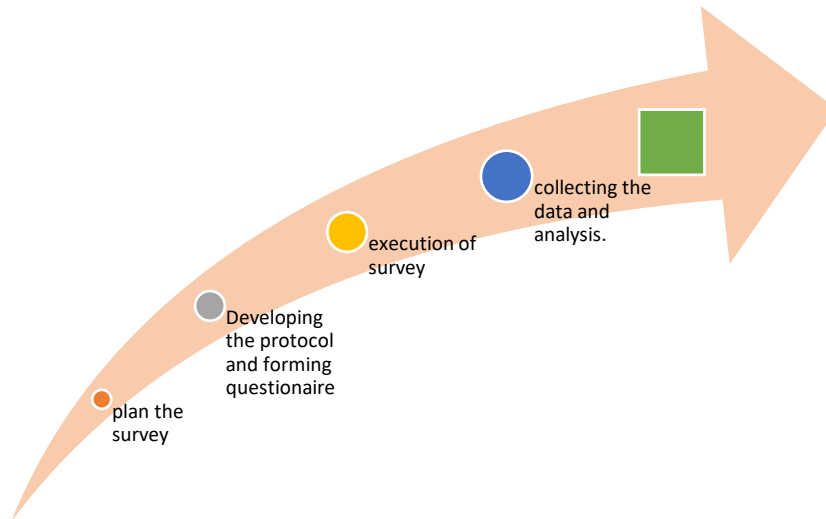 plan the
survey
Developing
the protocol
and forming
questionaire
execution of
survey
collecting the
data and
analysis.